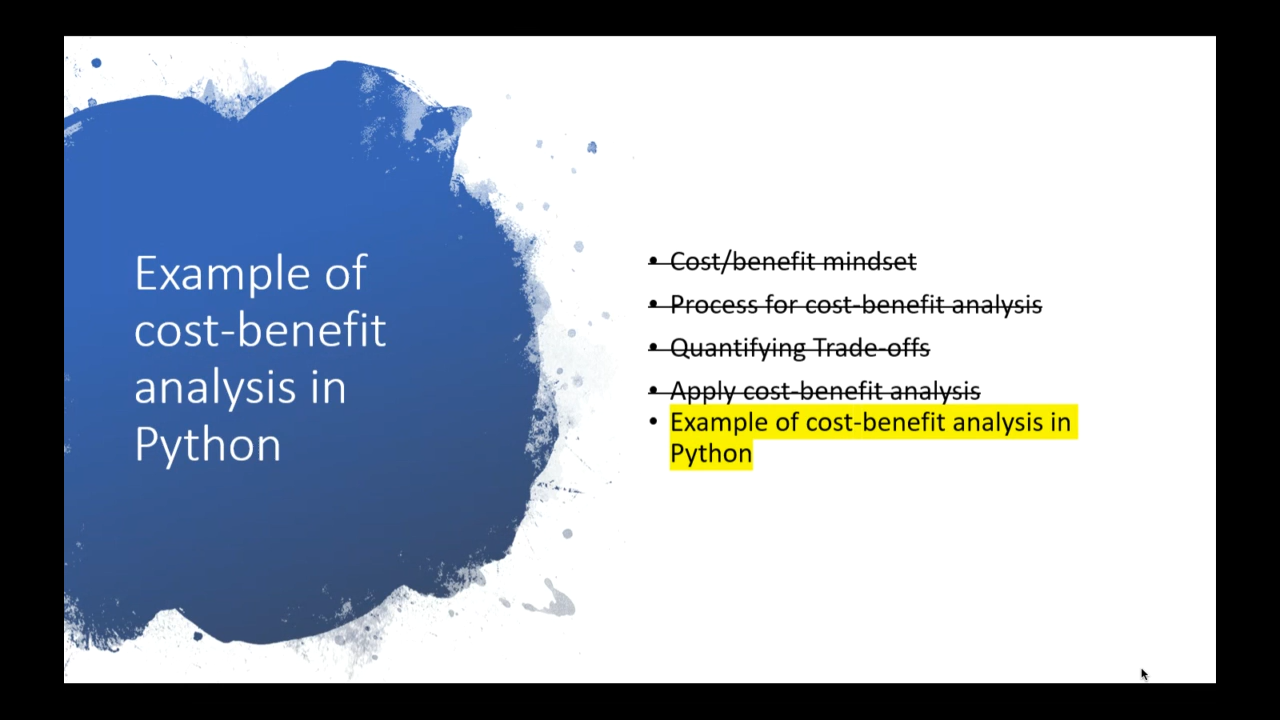 Example of
cost-benefit
analysis in
Python
• Cost/benefit mindset
• Process for cost-benefit analysis
• Quantifying Trade-offs
• Apply cost-benefit analysis
• Example of cost-benefit analysis in
Python